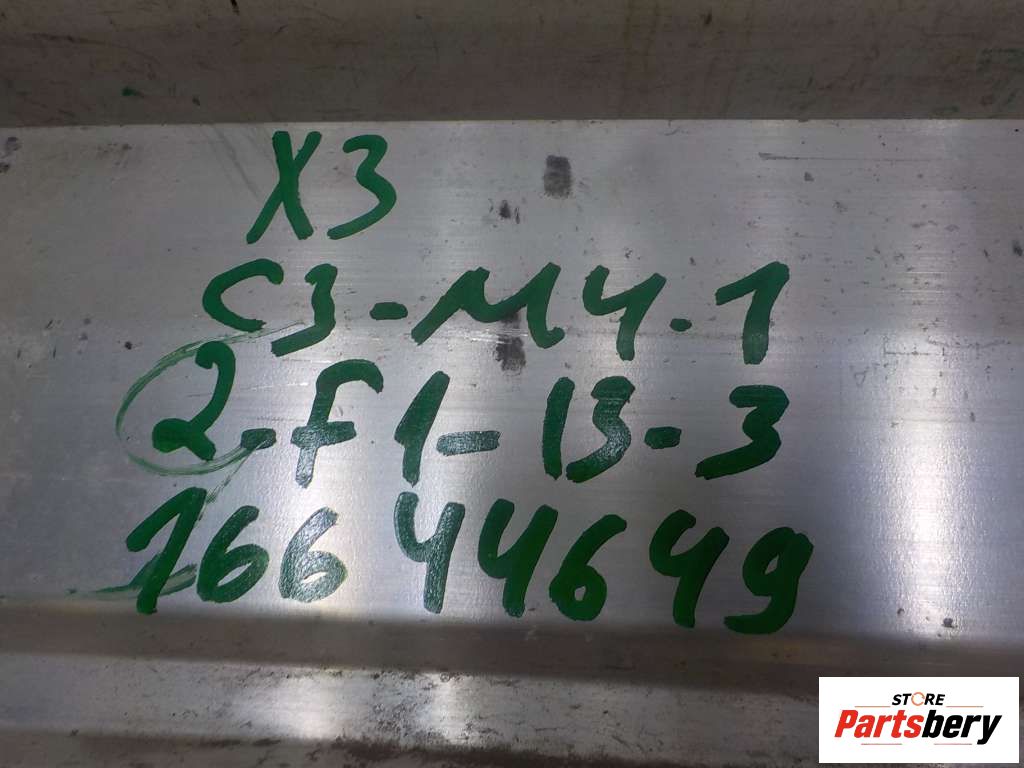 X3
C3-M4.1
2-F1-13-3
16644649
STORE
Partsbery